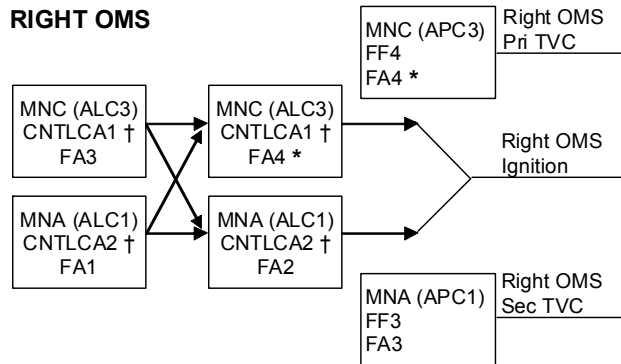 RIGHT OMS
MNC (APC3)
FF4
FA4 *
Right OMS
Pri TVC
MNC (ALC3)
CNTLCA1 †
FA3
MNC (ALC3)
CNTLCA1 †
FA4 *
Right OMS
Ignition
MNA (ALC1)
CNTLCA2 †
FA1
MNA (ALC1)
CNTLCA2 †
FA2
MNA (APC1)
FF3
FA3
Right OMS
Sec TVC